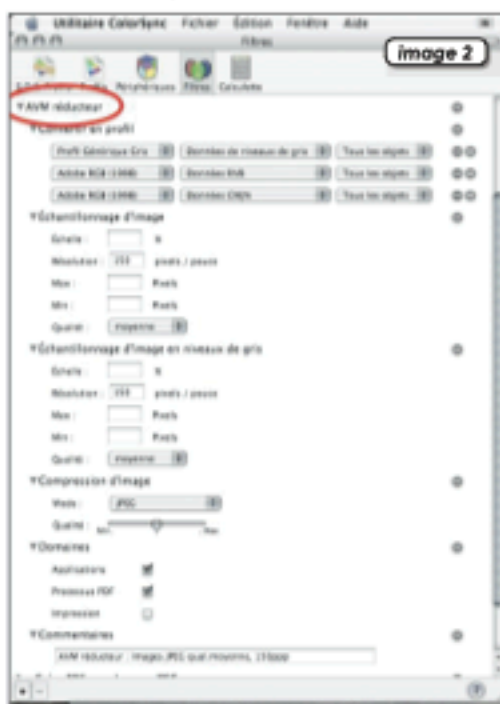 Utilitaire ColorSync Fichier Édition Fenêtre Aide
Filtres
image 2
Périphériques Filtres Calculette
AVM réducteur
Convertir en profil
Profil Générique Gris Données de niveaux de gris Tous les objets
Adobe RGB (1998) Données RVB Tous les objets
Adobe RGB (1998) Données CMJN Tous les objets
Échantillonnage d'image
Échelle : %
Résolution : 150 pixels / pouce
Max : Pixels
Min : Pixels
Qualité : moyenne
Échantillonnage d'image en niveaux de gris
Échelle : %
Résolution : 150 pixels / pouce
Max : Pixels
Min : Pixels
Qualité : moyenne
Compression d'image
Mode : JPEG
Qualité : Min. Max
Domaines
Applications
Processus PDF
Impression
Commentaires
AVM réducteur : images JPEG qual moyenne, 150ppp